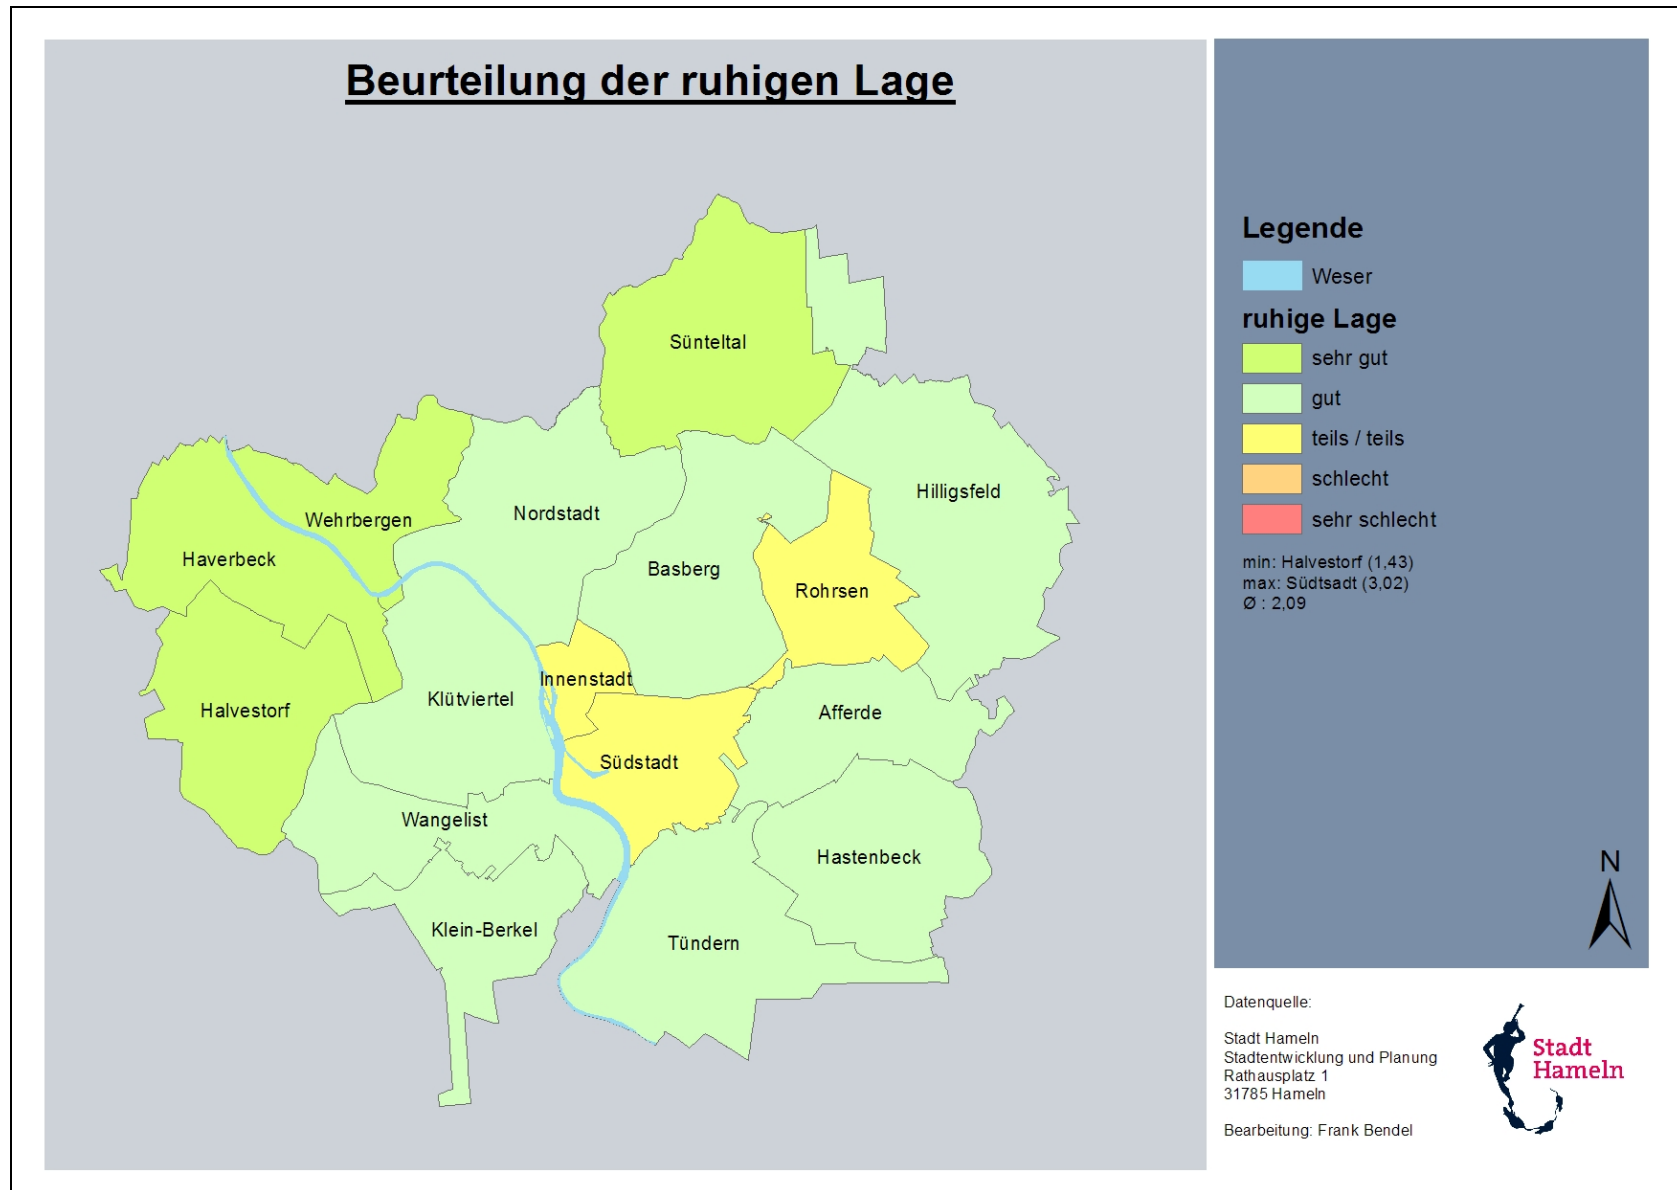 Beurteilung der ruhigen Lage
Sünteltal
Hilligsfeld
Nordstadt
Wehrbergen
Haverbeck
Basberg
Rohrsen
Innenstadt
Klütviertel
Halvestorf
Afferde
Südstadt
Wangelist
Hastenbeck
Klein-Berkel
Tündern
Legende
Weser
ruhige Lage
sehr gut
gut
teils / teils
schlecht
sehr schlecht
min: Halvestorf (1,43)
max: Südtsadt (3,02)
Ø : 2,09
N
Datenquelle:
Stadt Hameln
Stadtentwicklung und Planung
Rathausplatz 1
31785 Hameln
Bearbeitung: Frank Bendel
Stadt
Hameln